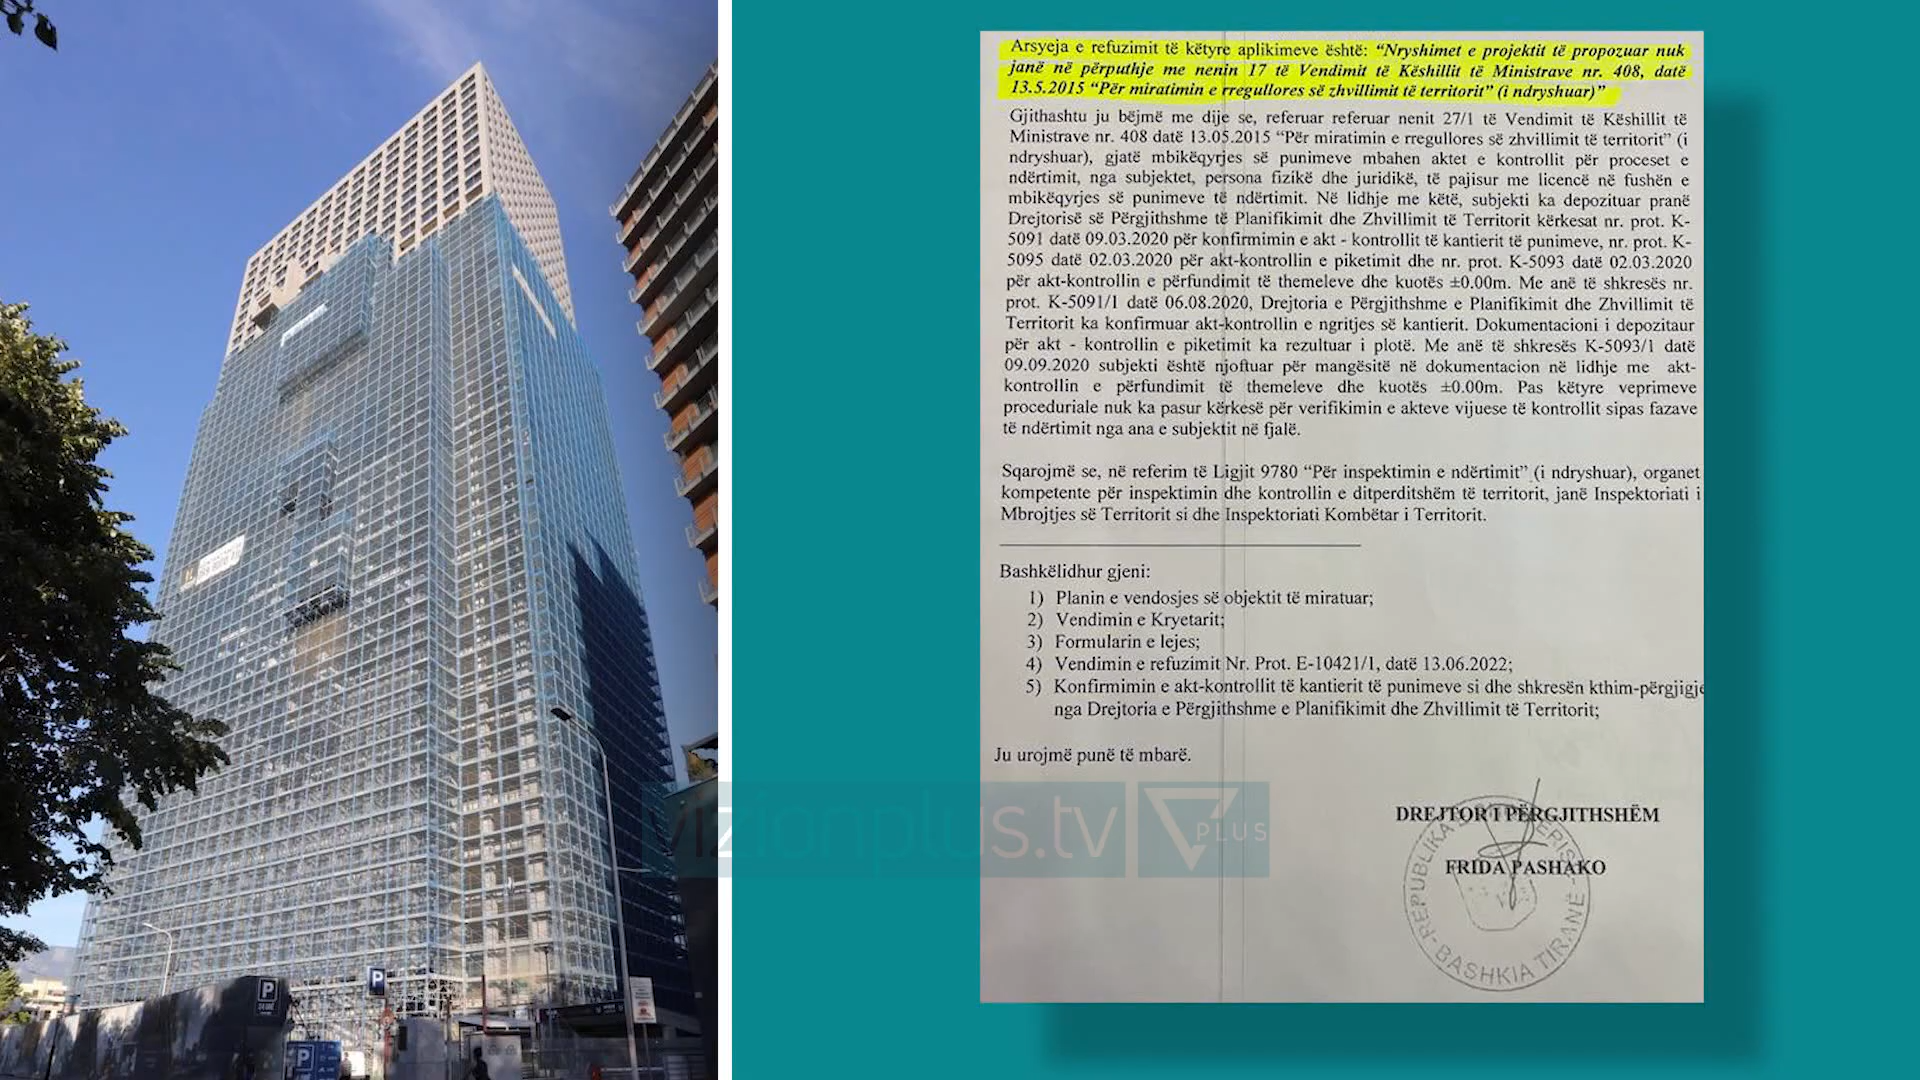 Arsyeja e refuzimit të këtyre aplikimeve është: “Nryshimet e projektit të propozuar nuk
janë në përputhje me nenin 17 të Vendimit të Këshillit të Ministrave nr. 408, datë
13.5.2015 “Për miratimin e rregullores së zhvillimit të territorit” (i ndryshuar)”
Gjithashtu ju bëjmë me dije se, referuar referuar nenit 27/1 të Vendimit të Këshillit të
Ministrave nr. 408 datë 13.05.2015 “Për miratimin e rregullores së zhvillimit të territorit” (i
ndryshuar), gjatë mbikëqyrjes së punimeve mbahen aktet e kontrollit për proceset e
ndërtimit, nga subjektet, persona fizikë dhe juridikë, të pajisur me licencë në fushën e
mbikëqyrjes së punimeve të ndërtimit. Në lidhje me këtë, subjekti ka depozituar pranë
Drejtorisë së Përgjithshme të Planifikimit dhe Zhvillimit të Territorit kërkesat nr. prot. K-
5091 datë 09.03.2020 për konfirmimin e akt - kontrollit të kantierit të punimeve, nr. prot. K-
5095 datë 02.03.2020 për akt-kontrollin e piketimit dhe nr. prot. K-5093 datë 02.03.2020
për akt-kontrollin e përfundimit të themeleve dhe kuotës ±0.00m. Me anë të shkresës nr.
prot. K-5091/1 datë 06.08.2020, Drejtoria e Përgjithshme e Planifikimit dhe Zhvillimit të
Territorit ka konfirmuar akt-kontrollin e ngritjes së kantierit. Dokumentacioni i depozitaur
për akt - kontrollin e piketimit ka rezultuar i plotë. Me anë të shkresës K-5093/1 datë
09.09.2020 subjekti është njoftuar për mangësitë në dokumentacion në lidhje me akt-
kontrollin e përfundimit të themeleve dhe kuotës ±0.00m. Pas këtyre veprimeve
proceduriale nuk ka pasur kërkesë për verifikimin e akteve vijuese të kontrollit sipas fazave
të ndërtimit nga ana e subjektit në fjalë.
Sqarojmë se, në referim të Ligjit 9780 “Për inspektimin e ndërtimit” (i ndryshuar), organet
kompetente për inspektimin dhe kontrollin e ditperditshëm të territorit, janë Inspektoriati i
Mbrojtjes së Territorit si dhe Inspektoriati Kombëtar i Territorit.
Bashkëlidhur gjeni:
1) Planin e vendosjes së objektit të miratuar;
2) Vendimin e Kryetarit;
3) Formularin e lejes;
4) Vendimin e refuzimit Nr. Prot. E-10421/1, datë 13.06.2022;
5) Konfirmimin e akt-kontrollit të kantierit të punimeve si dhe shkresën kthim-përgjigje
nga Drejtoria e Përgjithshme e Planifikimit dhe Zhvillimit të Territorit;
Ju urojmë punë të mbarë.
DREJTOR I PËRGJITHSHËM
FRIDA PASHAKO
REPUBLIKA
BASHKIA TIRANË
vizionplus.tv
PLUS
P
P
P